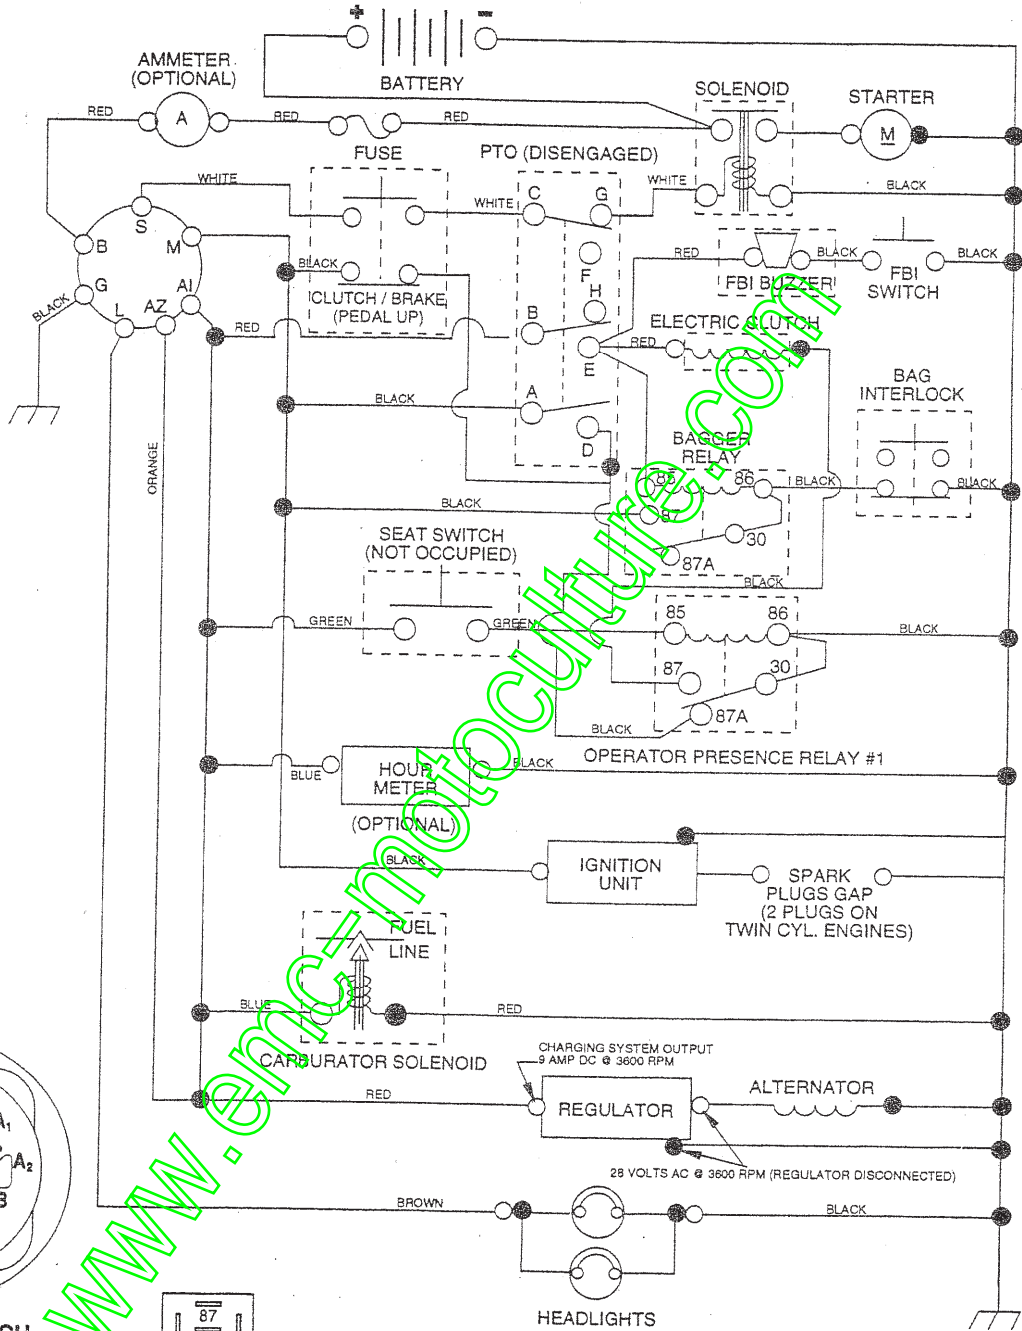 + -
BATTERY
AMMETER
(OPTIONAL)
A
RED
RED
RED
FUSE
SOLENOID
STARTER
M
PTO (DISENGAGED)
WHITE
WHITE
WHITE
BLACK
S
B
M
G
L
AZ
AI
C
G
F
H
B
E
A
D
BLACK
BLACK
CLUTCH / BRAKE
(PEDAL UP)
RED
RED
BLACK
BLACK
FBI BUZZER
FBI
SWITCH
ELECTRIC CLUTCH
RED
BAG
INTERLOCK
BLACK
ORANGE
BAGGER
RELAY
85
86
BLACK
BLACK
87
30
87A
BLACK
BLACK
SEAT SWITCH
(NOT OCCUPIED)
GREEN
GREEN
85
86
BLACK
87
30
87A
BLACK
OPERATOR PRESENCE RELAY #1
BLUE
HOUR
METER
(OPTIONAL)
BLACK
BLACK
IGNITION
UNIT
SPARK
PLUGS GAP
(2 PLUGS ON
TWIN CYL. ENGINES)
FUEL
LINE
BLUE
RED
CARBURATOR SOLENOID
CHARGING SYSTEM OUTPUT
9 AMP DC @ 3600 RPM
RED
REGULATOR
ALTERNATOR
28 VOLTS AC @ 3600 RPM (REGULATOR DISCONNECTED)
BROWN
BLACK
HEADLIGHTS
A₂
87
www.emc-motoculture.com